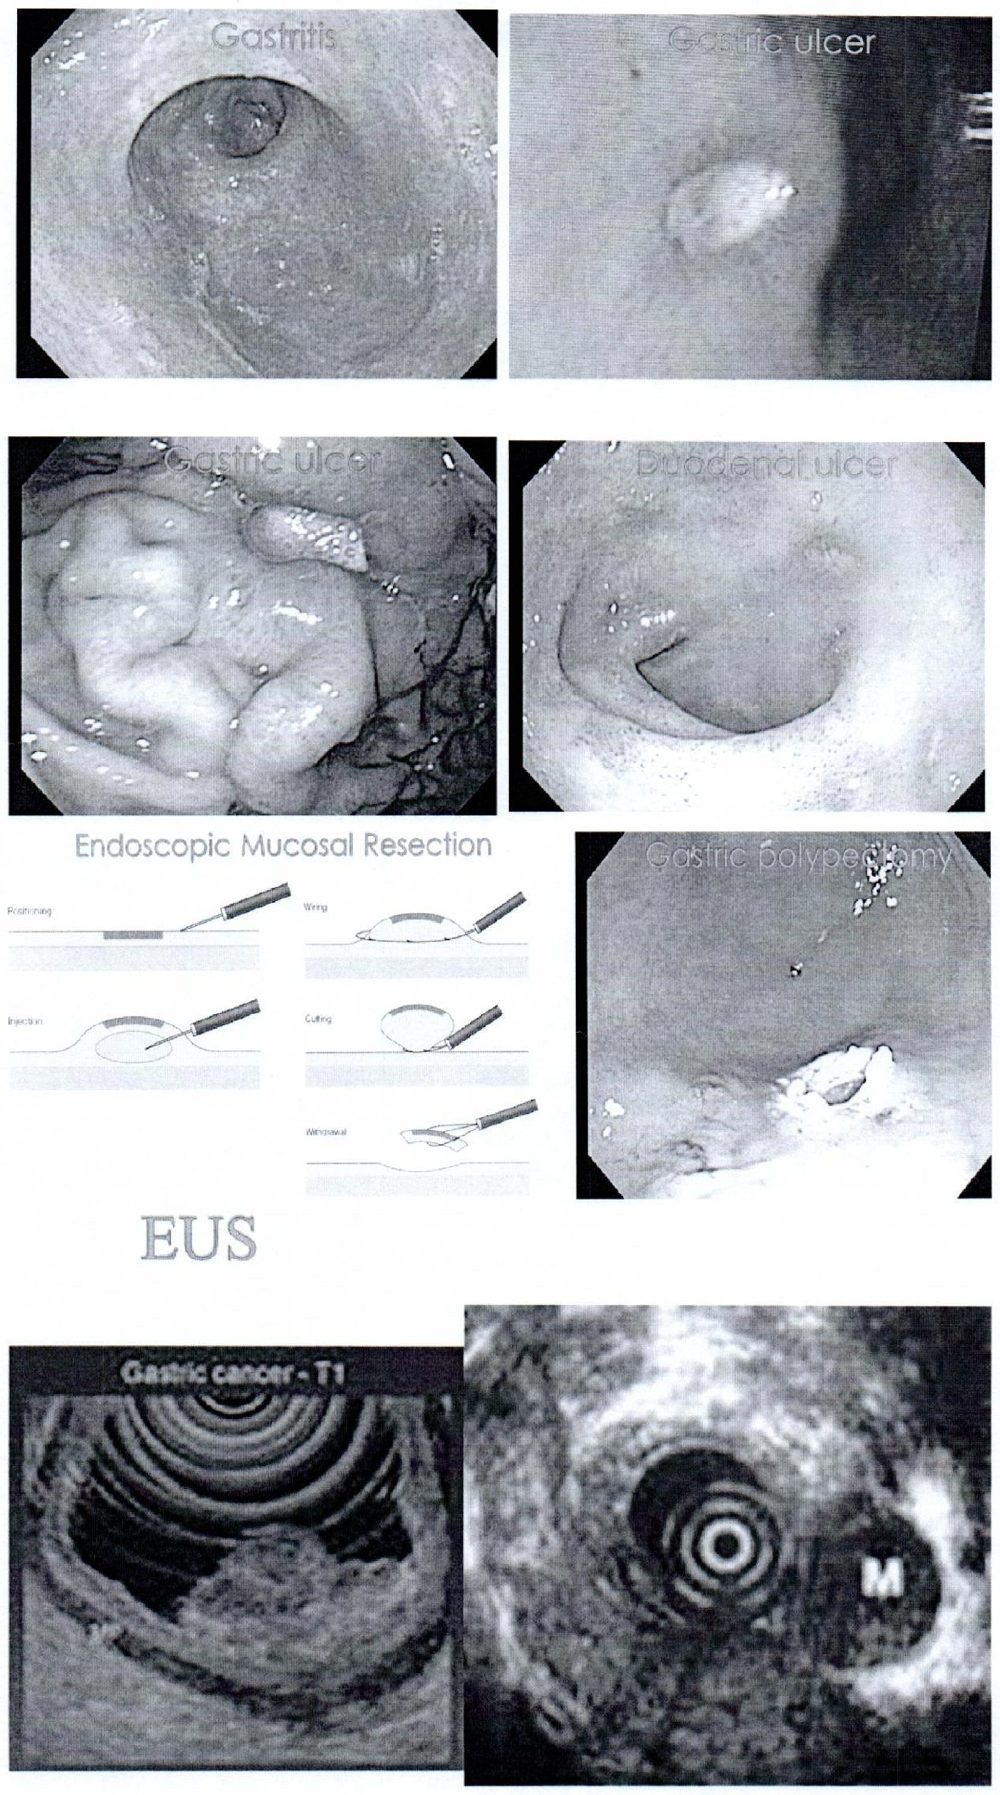 Gastritis
Gastric ulcer
Gastric ulcer
Duodenal ulcer
Endoscopic Mucosal Resection
Gastric polypectomy
Positioning
Wiring
Injection
Cutting
Withdrawal
EUS
Gastric cancer - T1
M